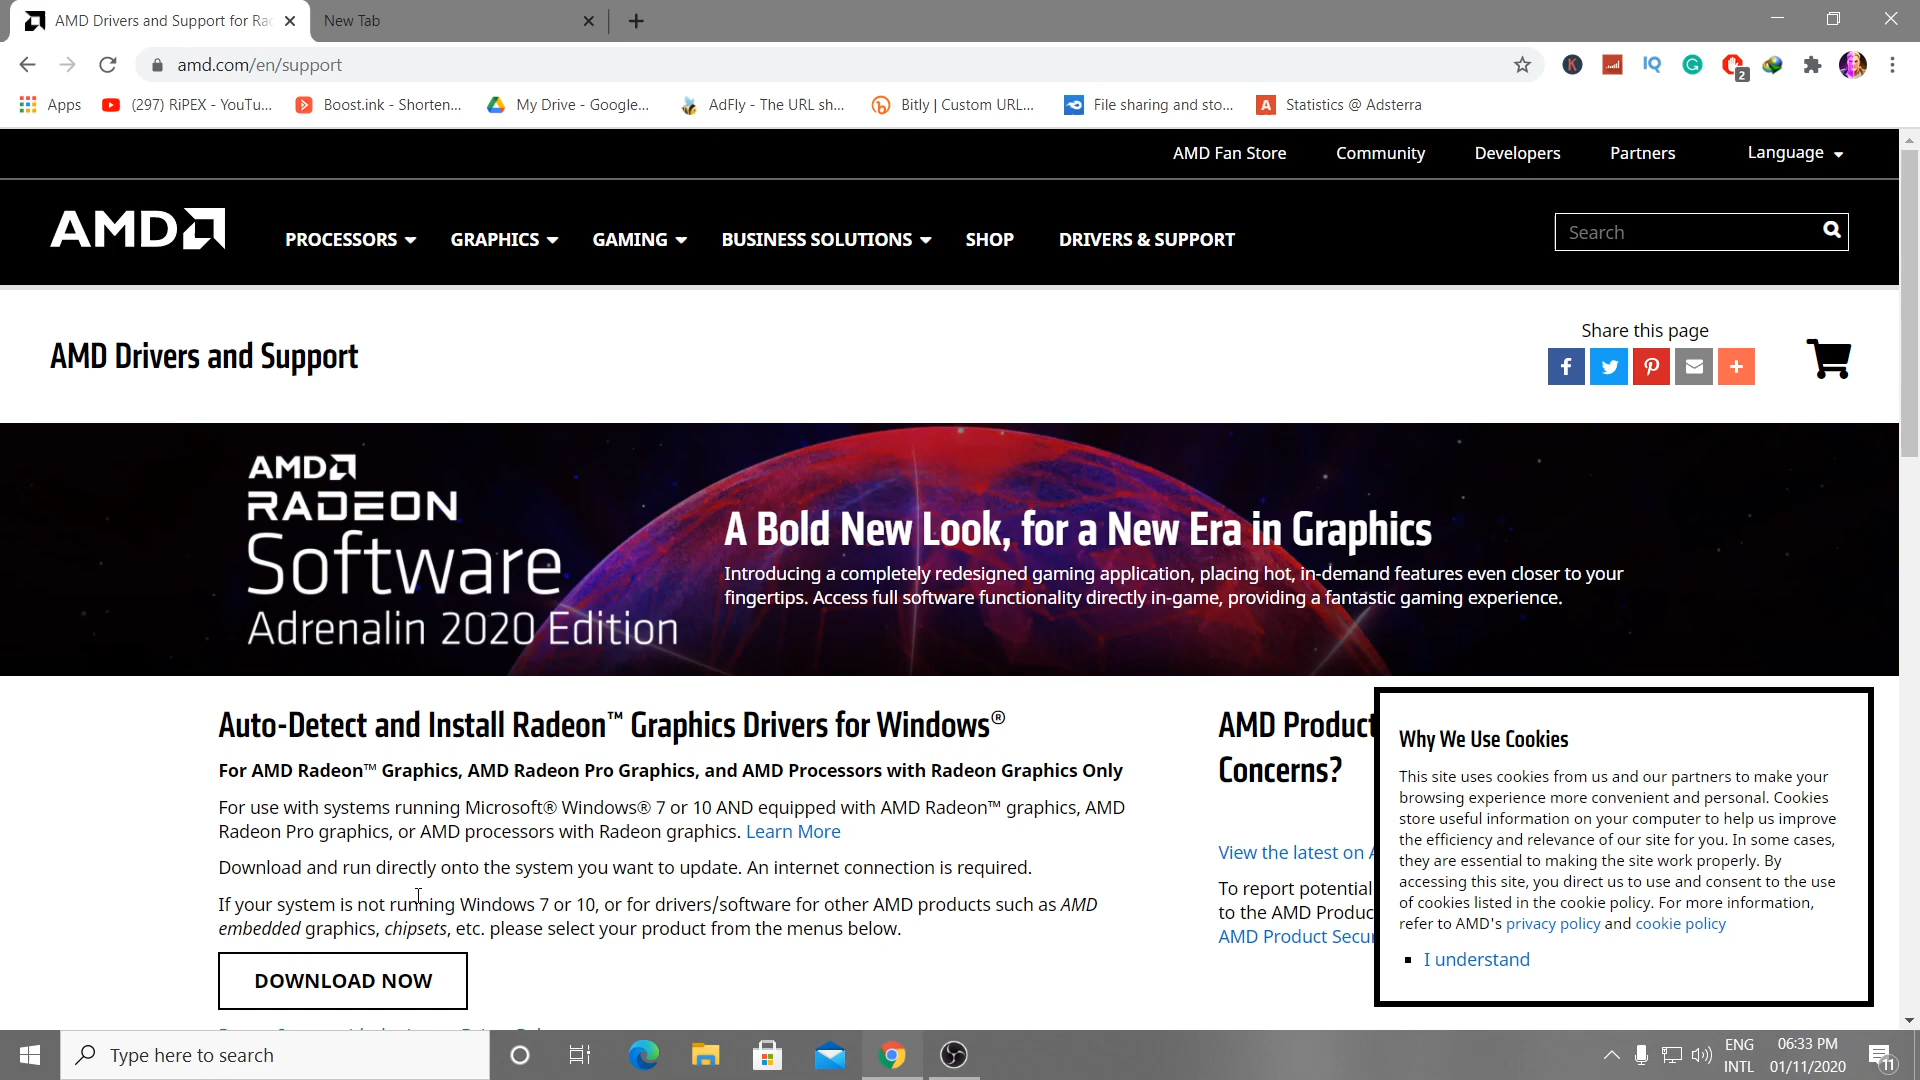 AMD Drivers and Support for Ra
New Tab
amd.com/en/support
2
Apps
(297) RiPEX - YouTu...
Boost.ink - Shorten...
My Drive - Google...
AdFly - The URL sh...
Bitly | Custom URL...
File sharing and sto...
Statistics @ Adsterra
AMD Fan Store
Community
Developers
Partners
Language
AMD
PROCESSORS
GRAPHICS
GAMING
BUSINESS SOLUTIONS
SHOP
DRIVERS & SUPPORT
Search
AMD Drivers and Support
Share this page
AMD
RADEON
Software
Adrenalin 2020 Edition
A Bold New Look, for a New Era in Graphics
Introducing a completely redesigned gaming application, placing hot, in-demand features even closer to your
fingertips. Access full software functionality directly in-game, providing a fantastic gaming experience.
Auto-Detect and Install Radeon™ Graphics Drivers for Windows®
For AMD Radeon™ Graphics, AMD Radeon Pro Graphics, and AMD Processors with Radeon Graphics Only
For use with systems running Microsoft® Windows® 7 or 10 AND equipped with AMD Radeon™ graphics, AMD
Radeon Pro graphics, or AMD processors with Radeon graphics. Learn More
Download and run directly onto the system you want to update. An internet connection is required.
If your system is not running Windows 7 or 10, or for drivers/software for other AMD products such as AMD
embedded graphics, chipsets, etc. please select your product from the menus below.
DOWNLOAD NOW
AMD Product
Concerns?
View the latest on
To report potential
to the AMD Produc
AMD Product Secu
Why We Use Cookies
This site uses cookies from us and our partners to make your
browsing experience more convenient and personal. Cookies
store useful information on your computer to help us improve
the efficiency and relevance of our site for you. In some cases,
they are essential to making the site work properly. By
accessing this site, you direct us to use and consent to the use
of cookies listed in the cookie policy. For more information,
refer to AMD's privacy policy and cookie policy
I understand
Type here to search
ENG
INTL
06:33 PM
01/11/2020
11